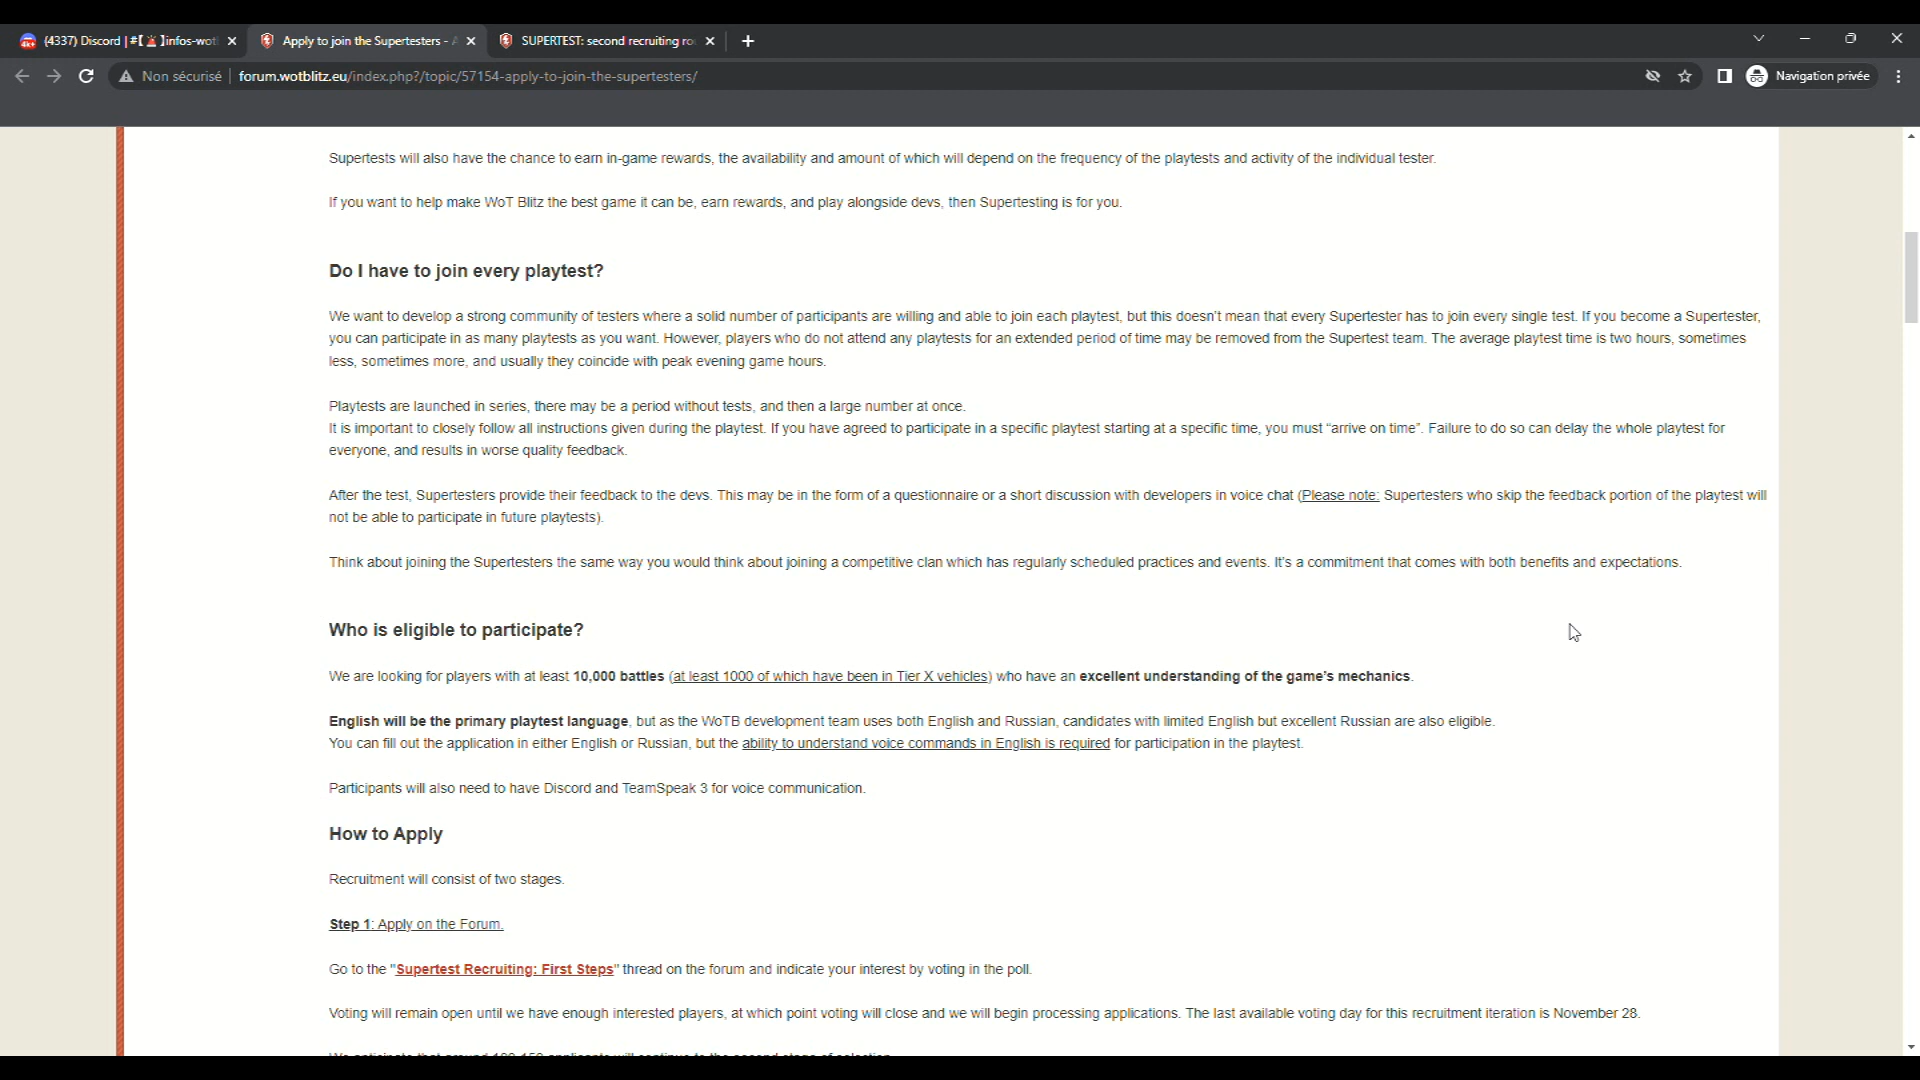 (4337) Discord | #【🚨】infos-wot
Apply to join the Supertesters -
SUPERTEST: second recruiting ro
Non sécurisé
forum.wotblitz.eu/index.php?/topic/57154-apply-to-join-the-supertesters/
Navigation privée
Supertests will also have the chance to earn in-game rewards, the availability and amount of which will depend on the frequency of the playtests and activity of the individual tester.
If you want to help make WoT Blitz the best game it can be, earn rewards, and play alongside devs, then Supertesting is for you.
Do I have to join every playtest?
We want to develop a strong community of testers where a solid number of participants are willing and able to join each playtest, but this doesn't mean that every Supertester has to join every single test. If you become a Supertester,
you can participate in as many playtests as you want. However, players who do not attend any playtests for an extended period of time may be removed from the Supertest team. The average playtest time is two hours, sometimes
less, sometimes more, and usually they coincide with peak evening game hours.
Playtests are launched in series, there may be a period without tests, and then a large number at once.
It is important to closely follow all instructions given during the playtest. If you have agreed to participate in a specific playtest starting at a specific time, you must “arrive on time”. Failure to do so can delay the whole playtest for
everyone, and results in worse quality feedback.
After the test, Supertesters provide their feedback to the devs. This may be in the form of a questionnaire or a short discussion with developers in voice chat (Please note: Supertesters who skip the feedback portion of the playtest will
not be able to participate in future playtests).
Think about joining the Supertesters the same way you would think about joining a competitive clan which has regularly scheduled practices and events. It's a commitment that comes with both benefits and expectations.
Who is eligible to participate?
We are looking for players with at least 10,000 battles (at least 1000 of which have been in Tier X vehicles) who have an excellent understanding of the game's mechanics.
English will be the primary playtest language, but as the WoTB development team uses both English and Russian, candidates with limited English but excellent Russian are also eligible.
You can fill out the application in either English or Russian, but the ability to understand voice commands in English is required for participation in the playtest.
Participants will also need to have Discord and TeamSpeak 3 for voice communication.
How to Apply
Recruitment will consist of two stages.
Step 1: Apply on the Forum.
Go to the "Supertest Recruiting: First Steps" thread on the forum and indicate your interest by voting in the poll.
Voting will remain open until we have enough interested players, at which point voting will close and we will begin processing applications. The last available voting day for this recruitment iteration is November 28.
We anticipate that around 100-150 applicants will continue to the second stage of selection